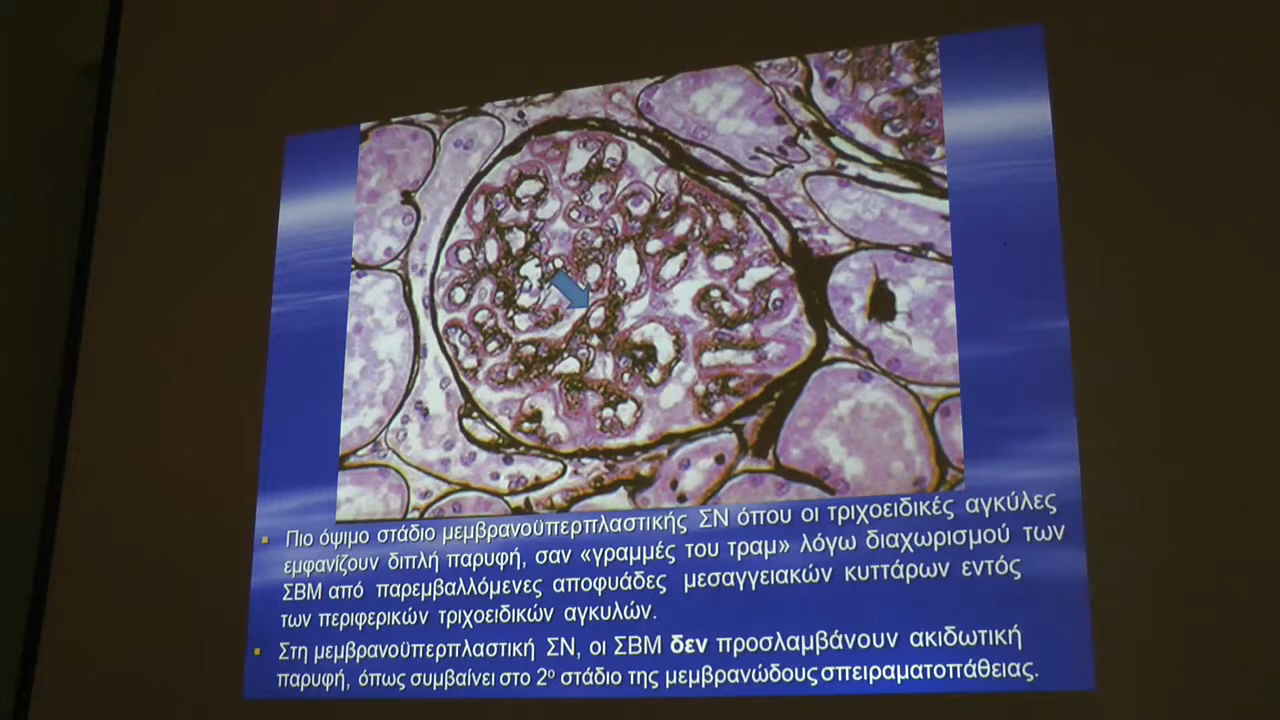 Πιο όψιμο στάδιο μεμβρανοϋπερπλαστικής ΣΝ όπου οι τριχοειδικές αγκύλες
εμφανίζουν διπλή παρυφή, σαν «γραμμές του τραμ» λόγω διαχωρισμού των
ΣΒΜ από παρεμβαλλόμενες αποφυάδες μεσαγγειακών κυττάρων εντός
των περιφερικών τριχοειδικών αγκυλών.
Στη μεμβρανοϋπερπλαστική ΣΝ, οι ΣΒΜ δεν προσλαμβάνουν ακιδωτική
παρυφή, όπως συμβαίνει στο 2ο στάδιο της μεμβρανώδους σπειραματοπάθειας.